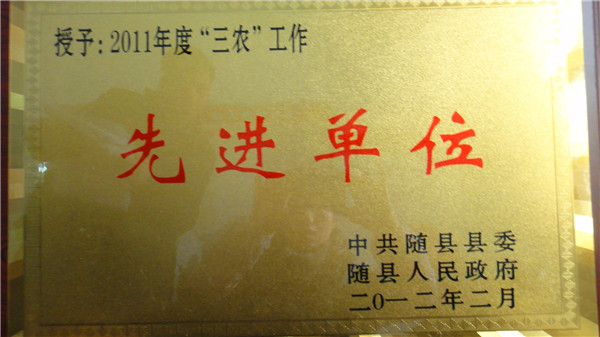 授予:2011年度“三农”工作
先进单位
中共随县县委
随县人民政府
二〇一二年二月